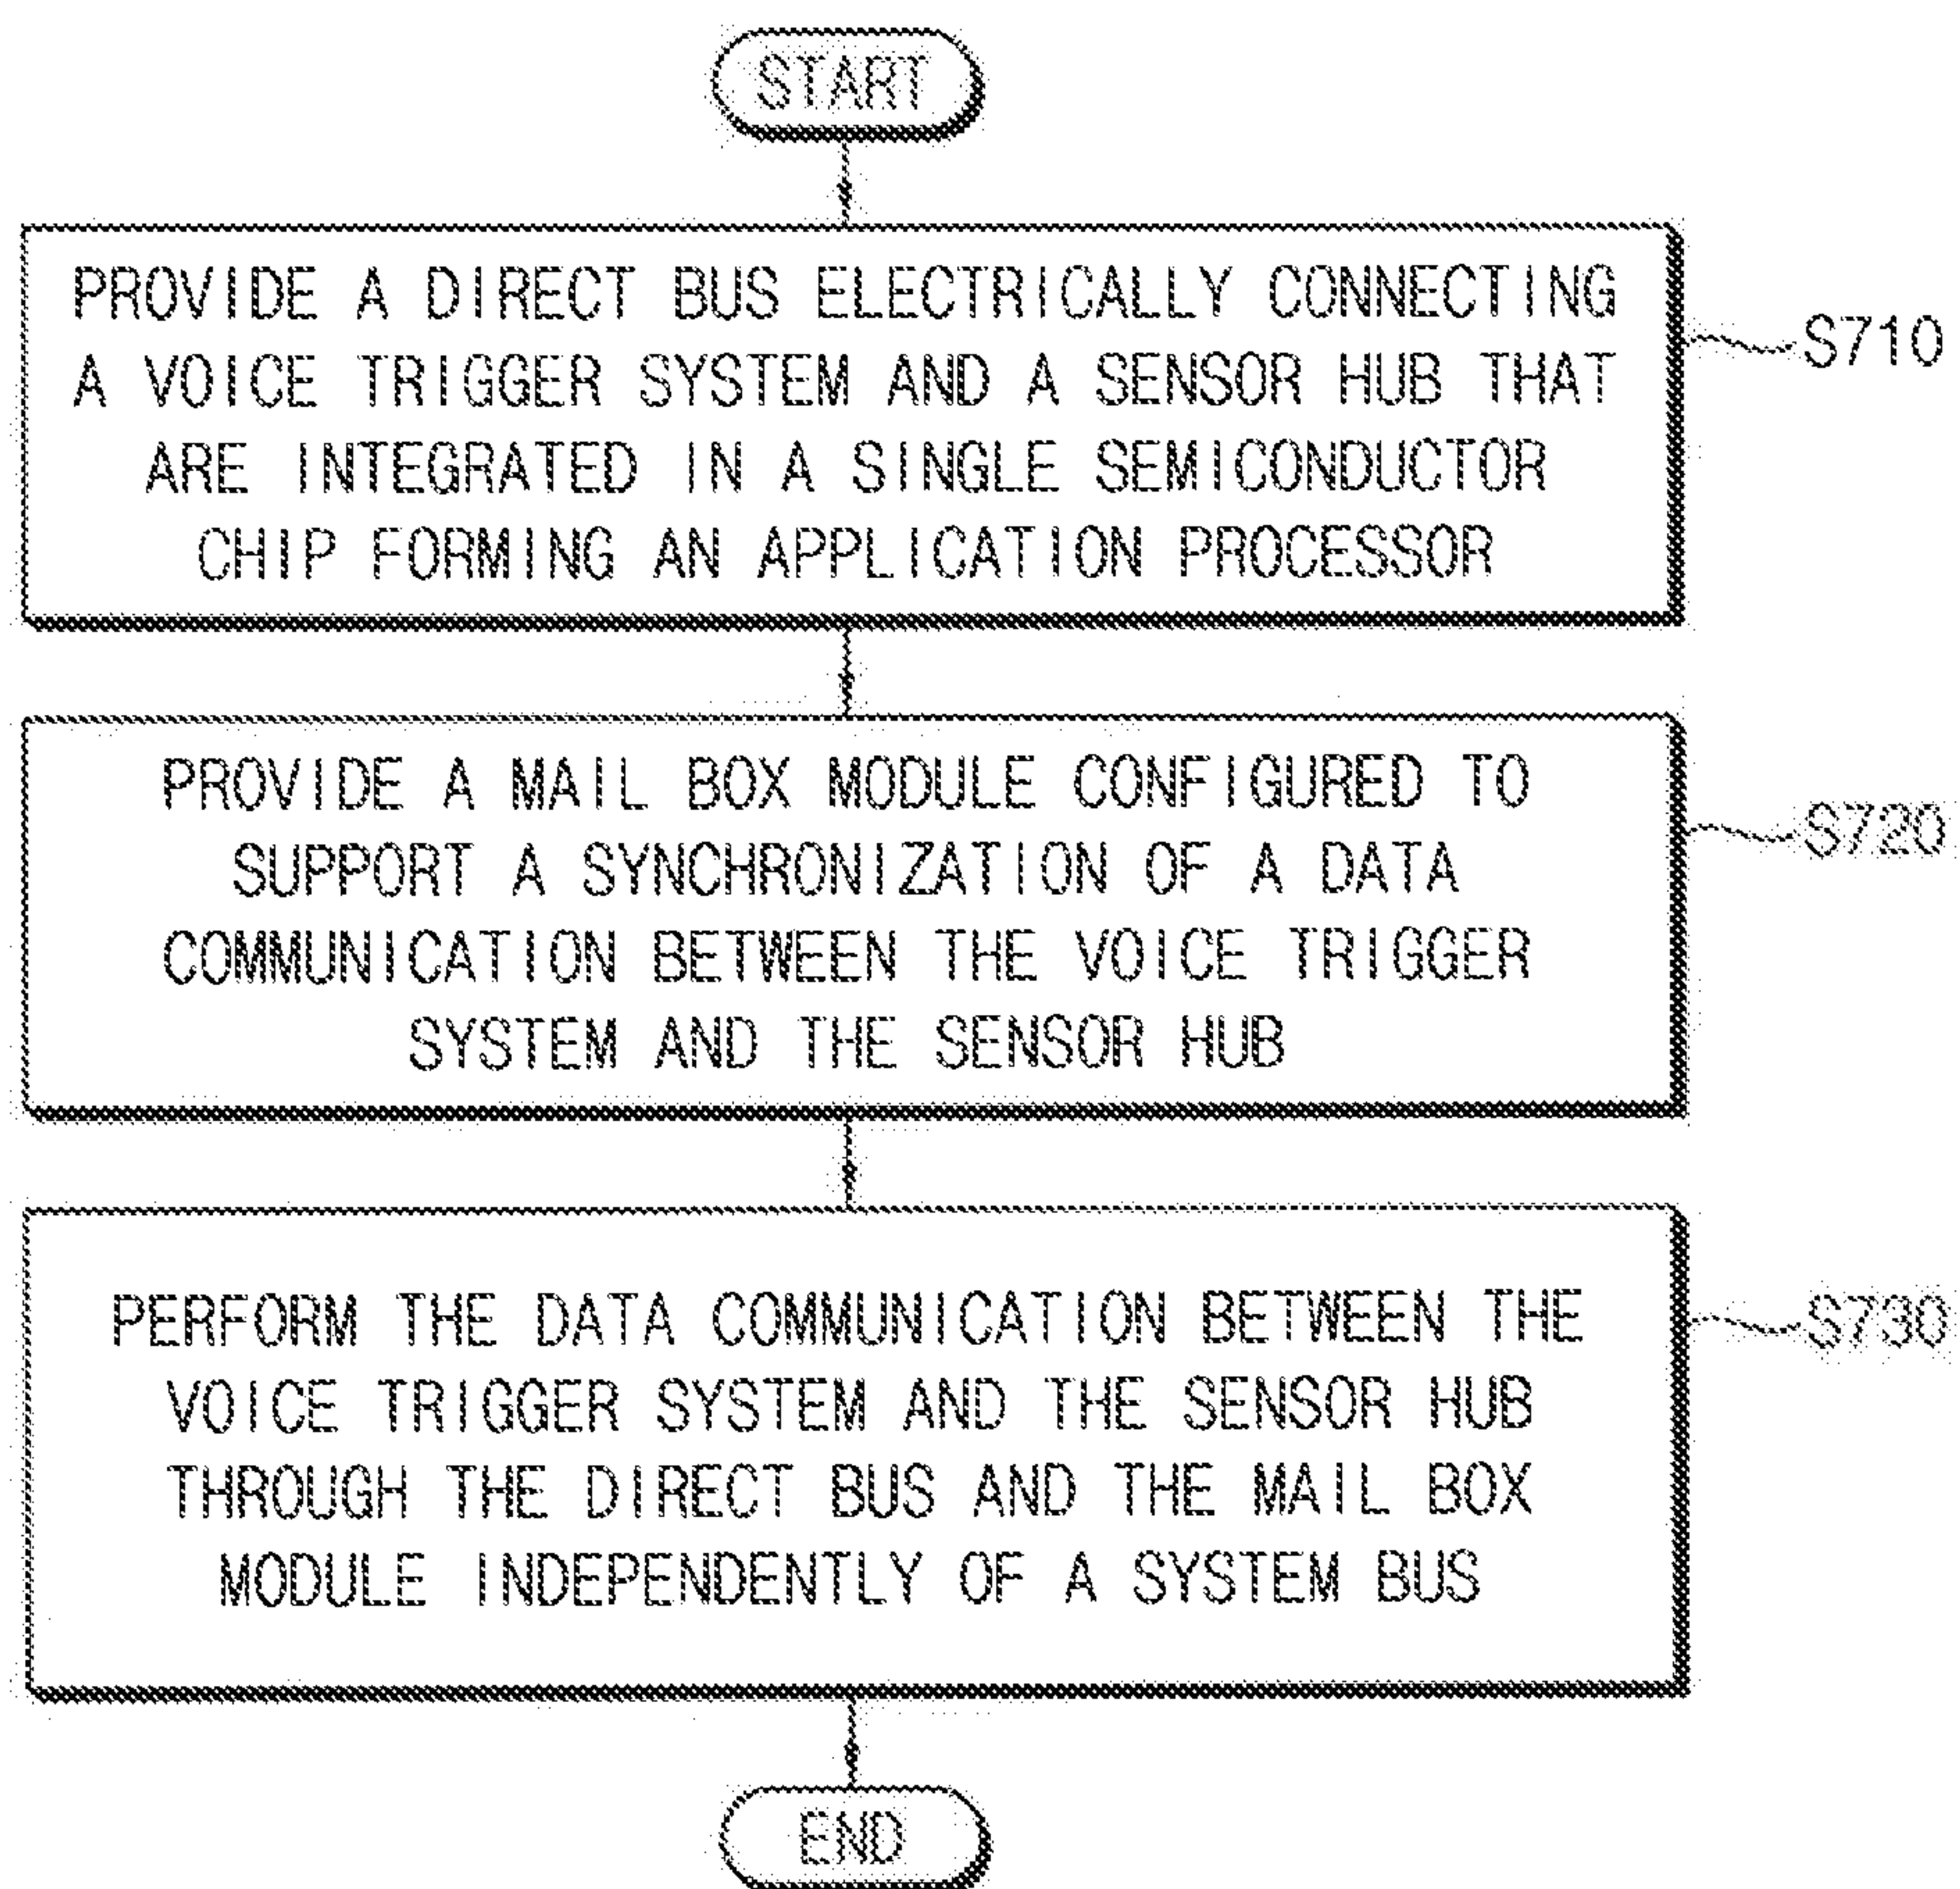 START
PROVIDE A DIRECT BUS ELECTRICALLY CONNECTING
A VOICE TRIGGER SYSTEM AND A SENSOR HUB THAT
ARE INTEGRATED IN A SINGLE SEMICONDUCTOR
CHIP FORMING AN APPLICATION PROCESSOR
S710
PROVIDE A MAIL BOX MODULE CONFIGURED TO
SUPPORT A SYNCHRONIZATION OF A DATA
COMMUNICATION BETWEEN THE VOICE TRIGGER
SYSTEM AND THE SENSOR HUB
S720
PERFORM THE DATA COMMUNICATION BETWEEN THE
VOICE TRIGGER SYSTEM AND THE SENSOR HUB
THROUGH THE DIRECT BUS AND THE MAIL BOX
MODULE INDEPENDENTLY OF A SYSTEM BUS
S730
END